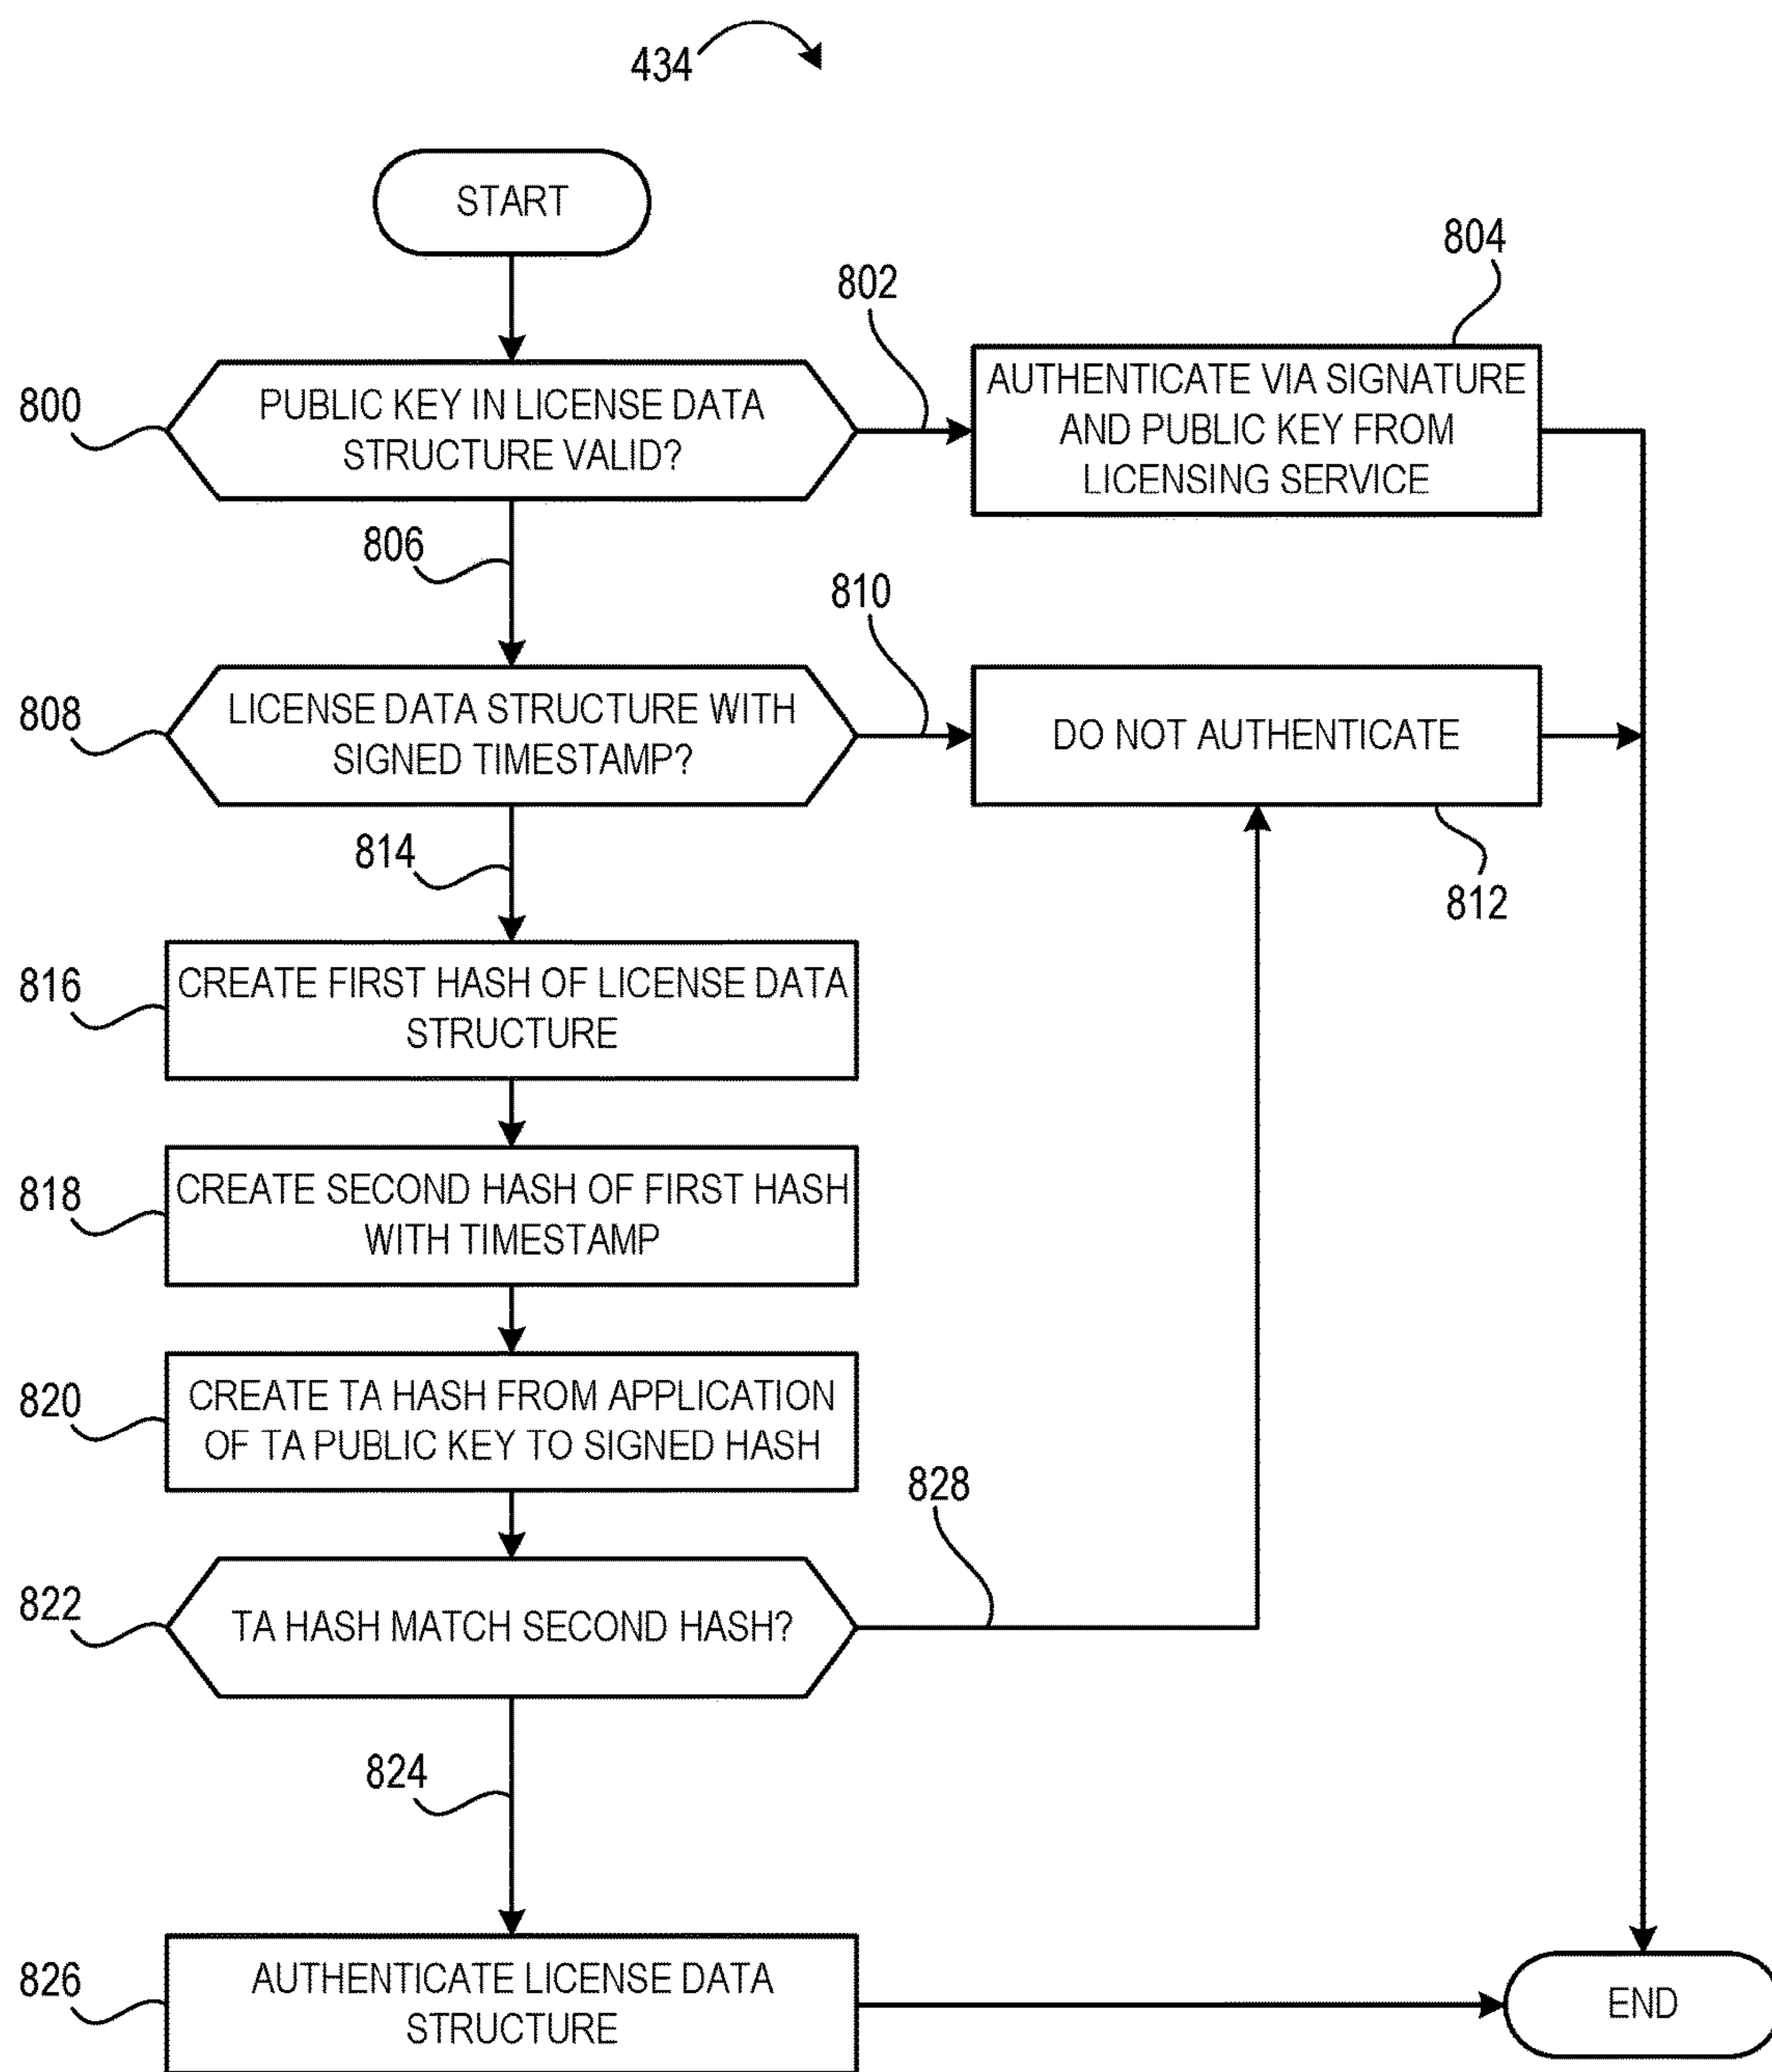 434
START
802
804
800
PUBLIC KEY IN LICENSE DATA
STRUCTURE VALID?
AUTHENTICATE VIA SIGNATURE
AND PUBLIC KEY FROM
LICENSING SERVICE
806
810
808
LICENSE DATA STRUCTURE WITH
SIGNED TIMESTAMP?
DO NOT AUTHENTICATE
814
812
816
CREATE FIRST HASH OF LICENSE DATA
STRUCTURE
818
CREATE SECOND HASH OF FIRST HASH
WITH TIMESTAMP
820
CREATE TA HASH FROM APPLICATION
OF TA PUBLIC KEY TO SIGNED HASH
828
822
TA HASH MATCH SECOND HASH?
824
826
AUTHENTICATE LICENSE DATA
STRUCTURE
END